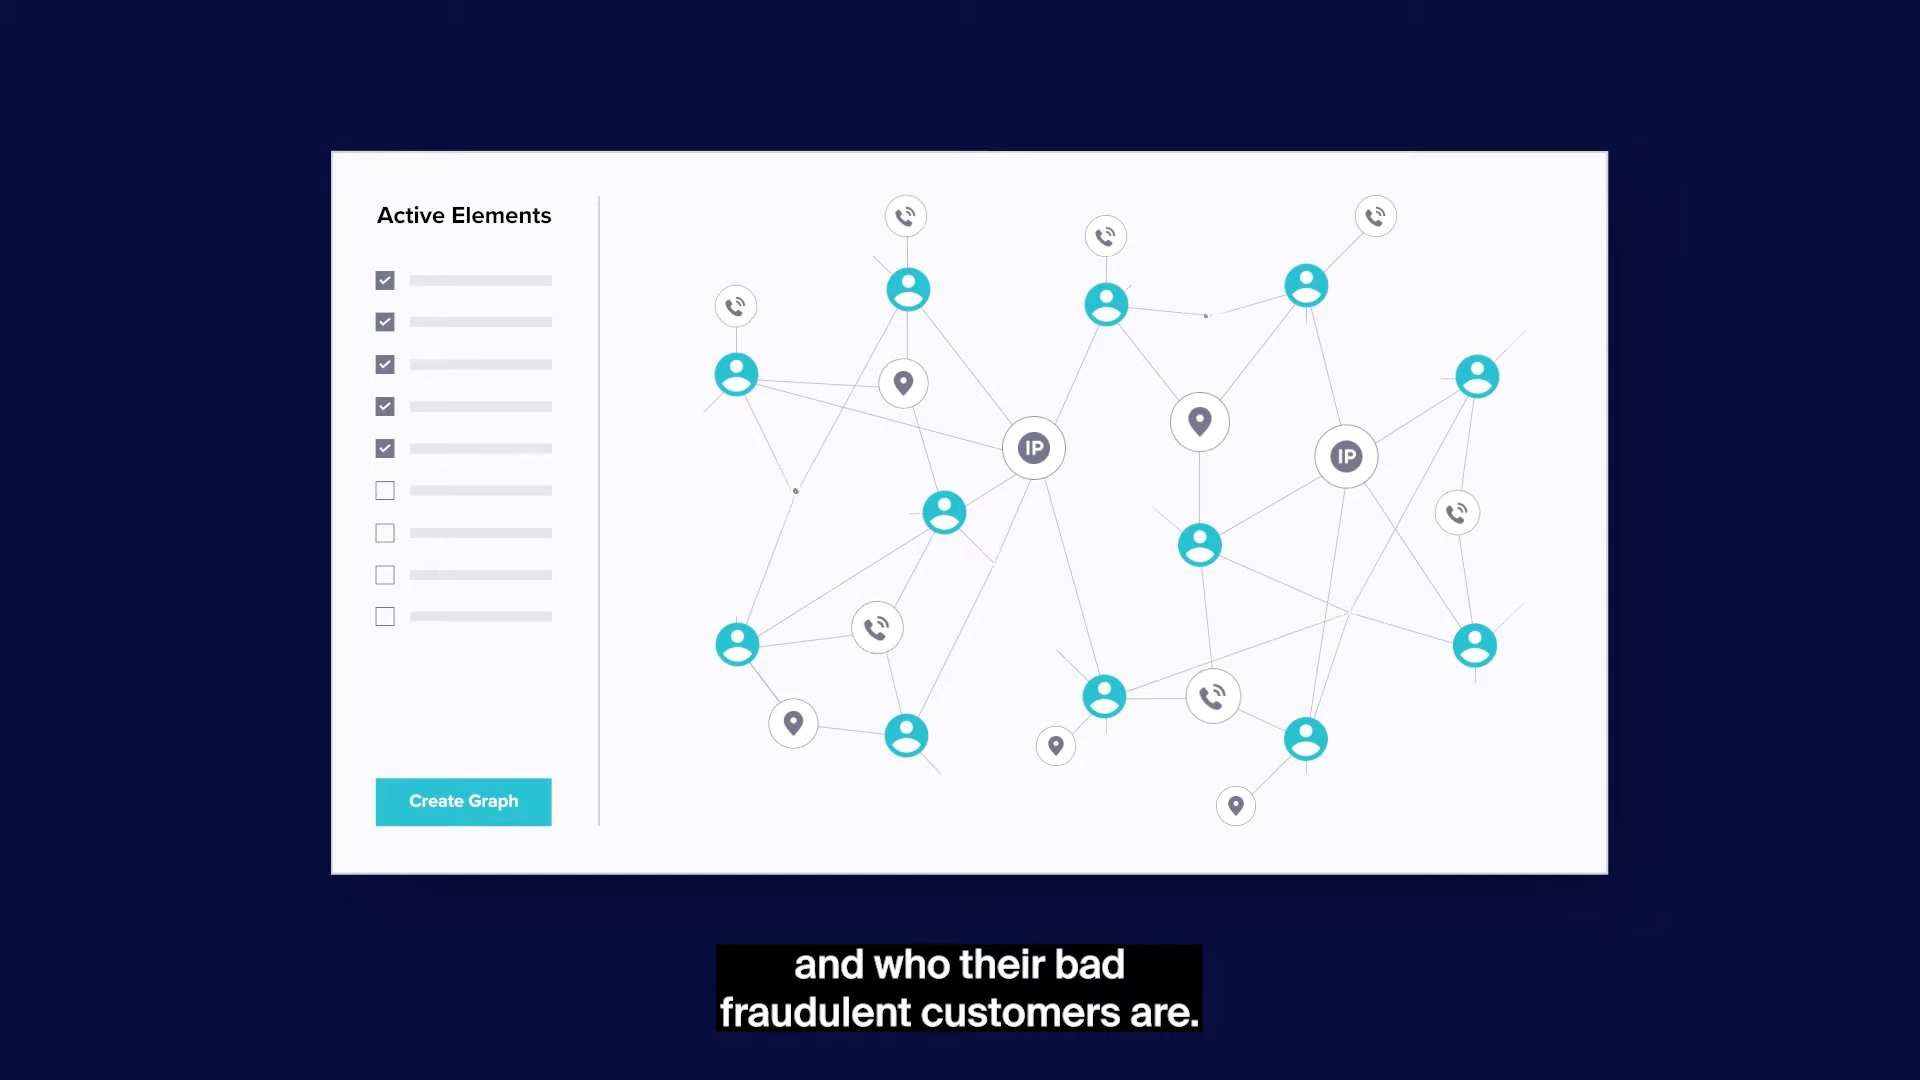 Active Elements
IP
IP
Create Graph
and who their bad
fraudulent customers are.